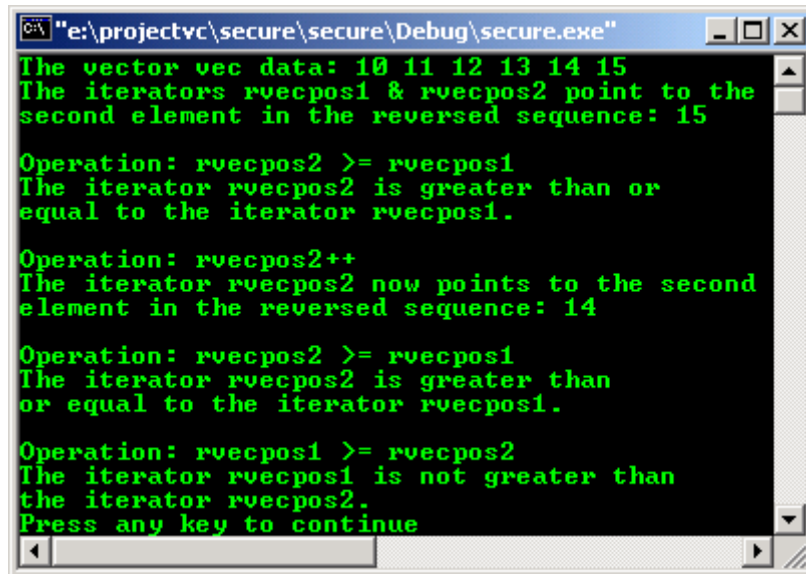 "e:\projectvc\secure\secure\Debug\secure.exe"
The vector vec data: 10 11 12 13 14 15
The iterators rvecpos1 & rvecpos2 point to the
second element in the reversed sequence: 15
Operation: rvecpos2 >= rvecpos1
The iterator rvecpos2 is greater than or
equal to the iterator rvecpos1.
Operation: rvecpos2++
The iterator rvecpos2 now points to the second
element in the reversed sequence: 14
Operation: rvecpos2 >= rvecpos1
The iterator rvecpos2 is greater than
or equal to the iterator rvecpos1.
Operation: rvecpos1 >= rvecpos2
The iterator rvecpos1 is not greater than
the iterator rvecpos2.
Press any key to continue